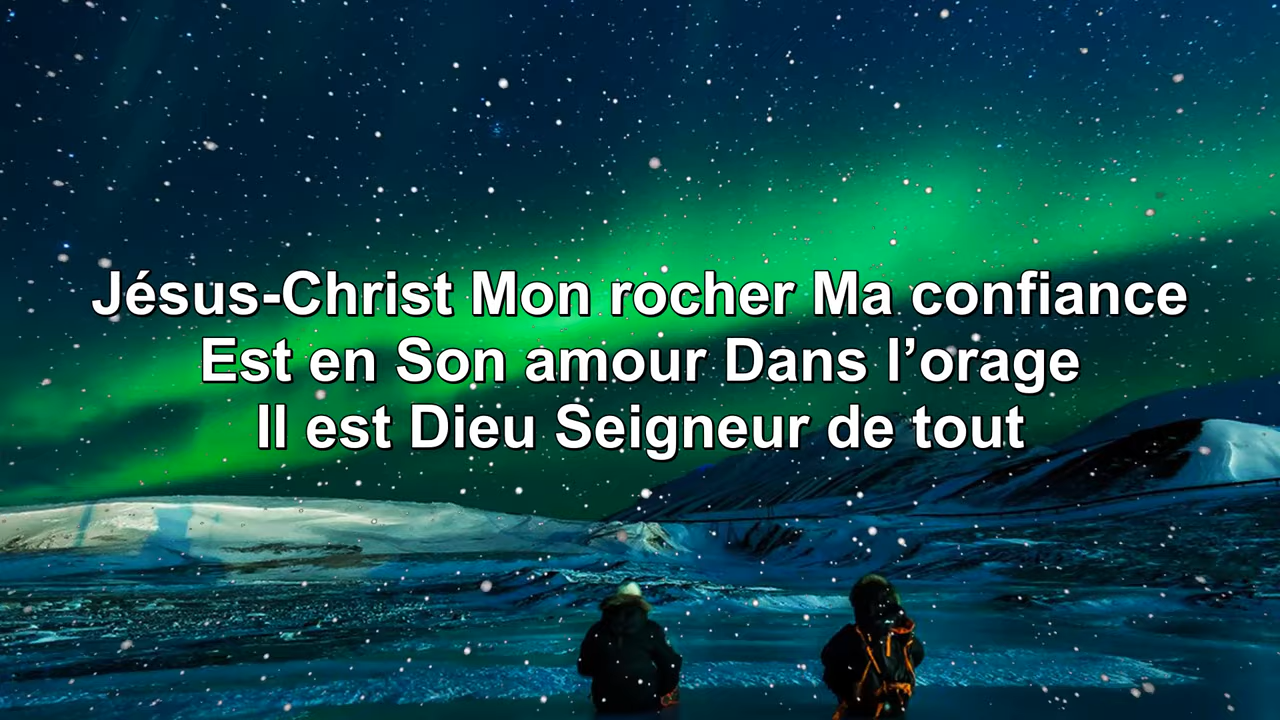 Jésus-Christ Mon rocher Ma confiance
Est en Son amour Dans l’orage
Il est Dieu Seigneur de tout